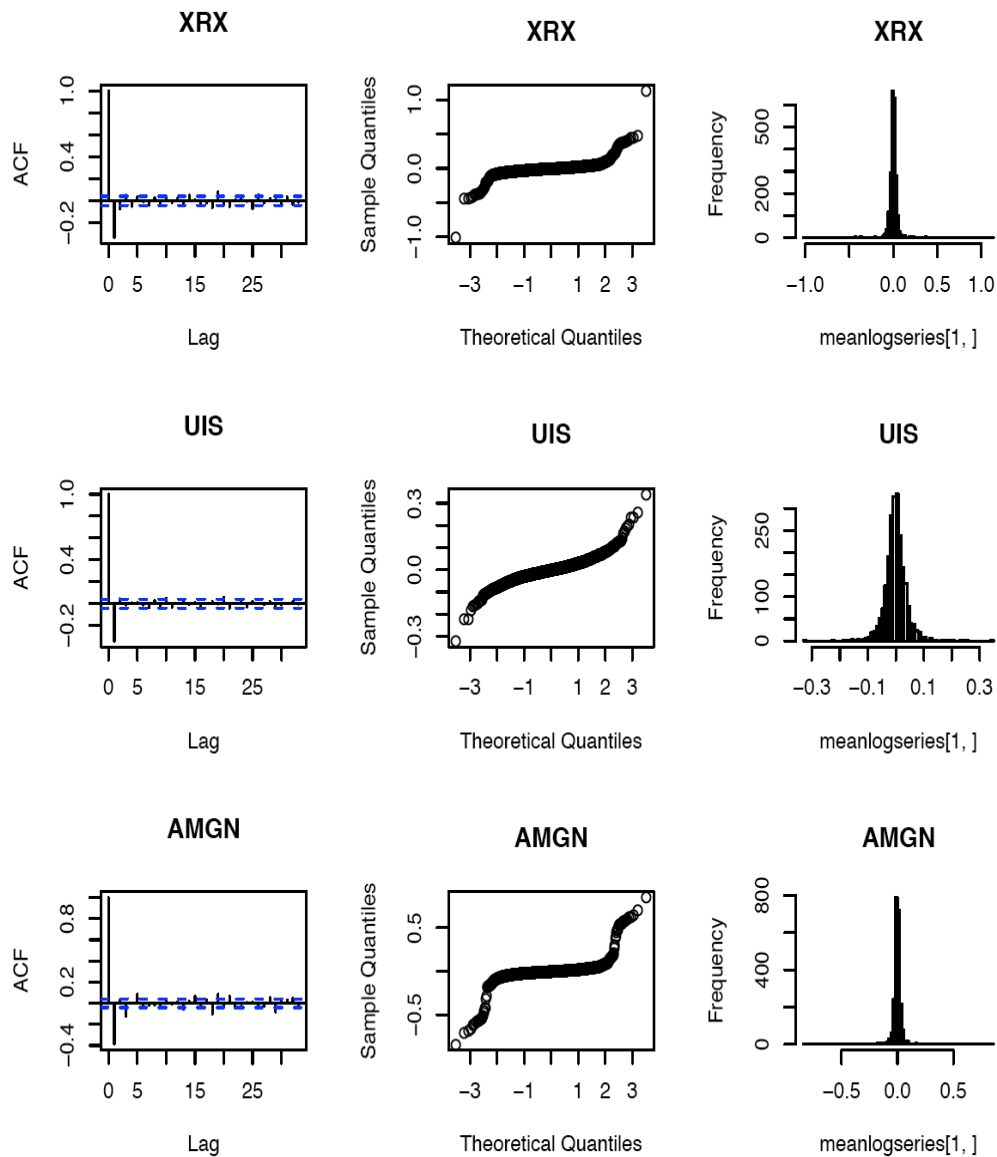 XRX
ACF
−0.2 0.4 1.0
0 5 15 25
Lag
XRX
Sample Quantiles
−1.0 0.0 1.0
−3 −1 1 2 3
Theoretical Quantiles
XRX
Frequency
0 200 500
−1.0 0.0 0.5 1.0
meanlogseries[1, ]
UIS
ACF
−0.2 0.4 1.0
0 5 15 25
Lag
UIS
Sample Quantiles
−0.3 0.0 0.3
−3 −1 1 2 3
Theoretical Quantiles
UIS
Frequency
0 100 250
−0.3 −0.1 0.1 0.3
meanlogseries[1, ]
AMGN
ACF
−0.4 0.2 0.8
0 5 15 25
Lag
AMGN
Sample Quantiles
−0.5 0.5
−3 −1 1 2 3
Theoretical Quantiles
AMGN
Frequency
0 400 800
−0.5 0.0 0.5
meanlogseries[1, ]